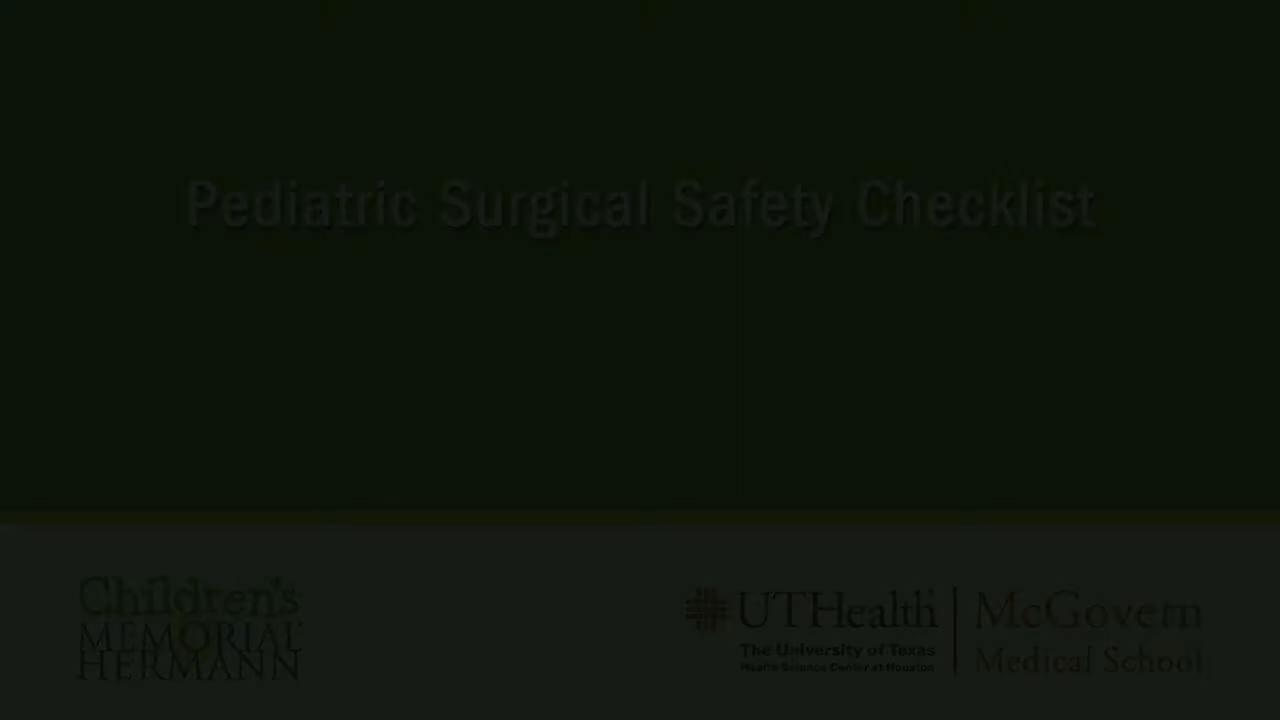 Pediatric Surgical Safety Checklist
Children's
MEMORIAL
HERMANN
UTHealth
The University of Texas
Health Science Center at Houston
McGovern
Medical School